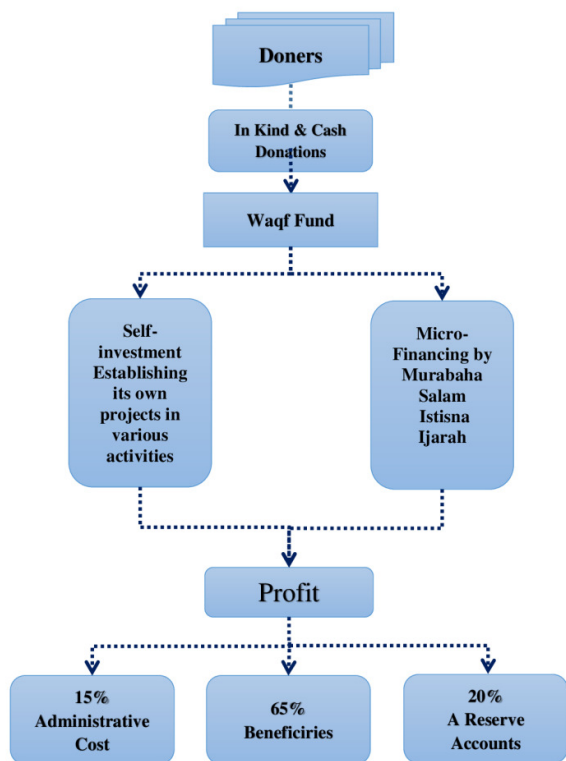 Doners
In Kind & Cash
Donations
Waqf Fund
Self-
investment
Establishing
its own
projects in
various
activities
Micro-
Financing by
Murabaha
Salam
Istisna
Ijarah
Profit
15%
Administrative
Cost
65%
Beneficiries
20%
A Reserve
Accounts